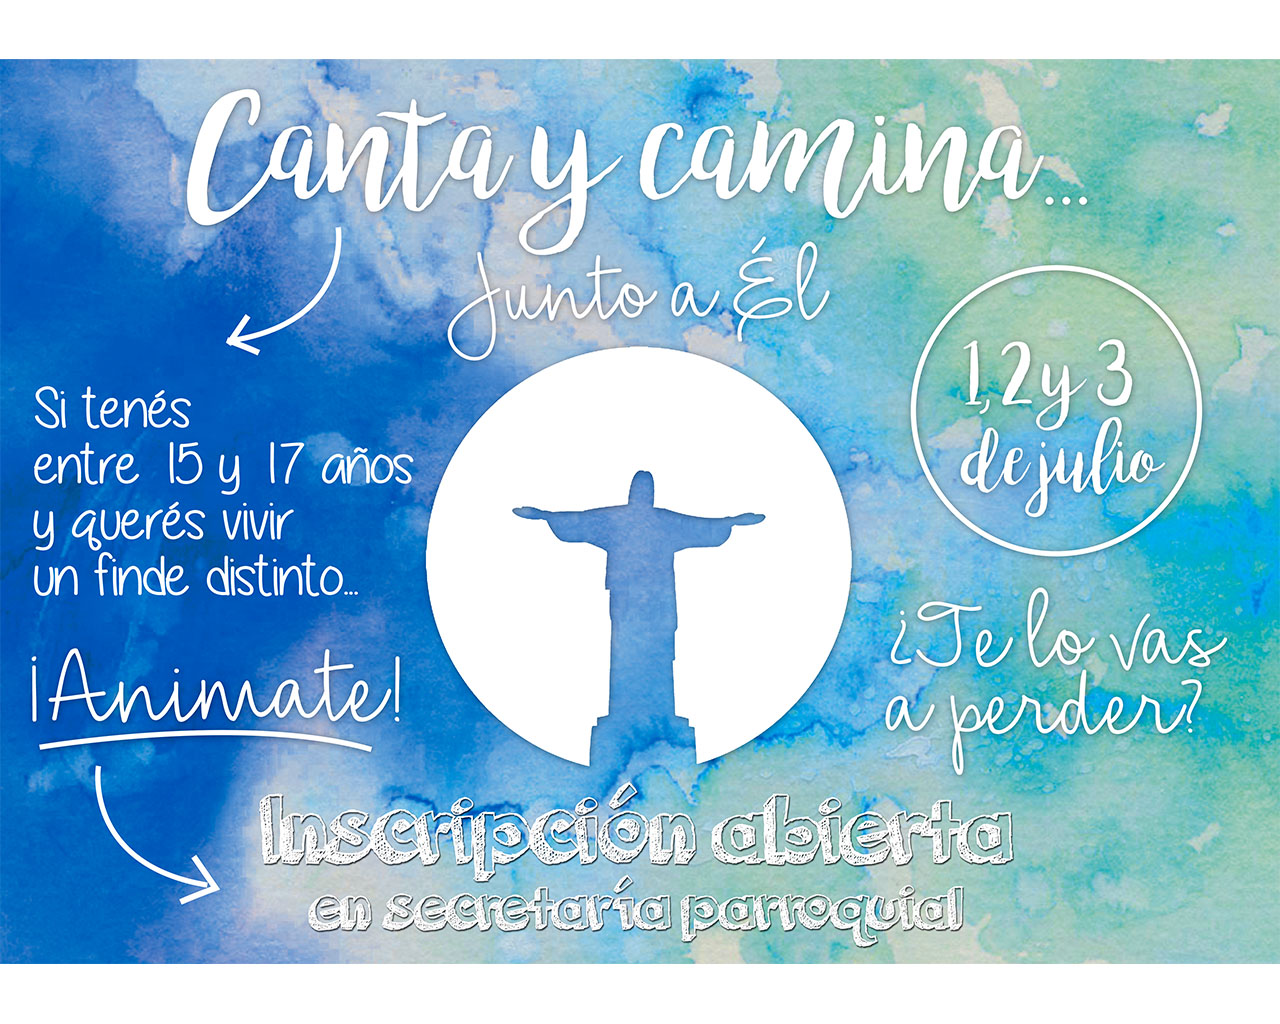 Canta y camina...
Junto a Él
Si tenés
entre 15 y 17 años
y querés vivir
un finde distinto...
¡Animate!
1, 2 y 3
de julio
¿Te lo vas
a perder?
Inscripción abierta
en secretaría parroquial